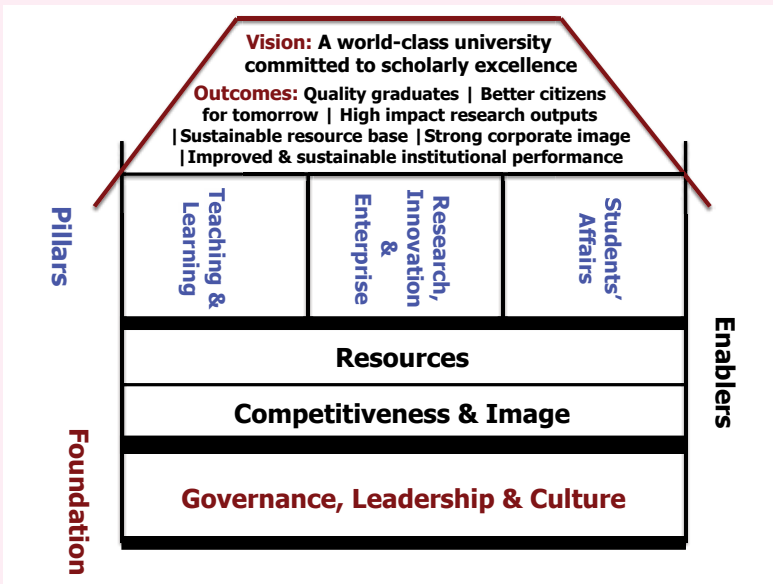 Vision: A world-class university
committed to scholarly excellence
Outcomes: Quality graduates | Better citizens
for tomorrow | High impact research outputs
|Sustainable resource base |Strong corporate image
|Improved & sustainable institutional performance
Pillars
Teaching &
Learning
Research,
Innovation
&
Enterprise
Students’
Affairs
Enablers
Resources
Competitiveness & Image
Foundation
Governance, Leadership & Culture